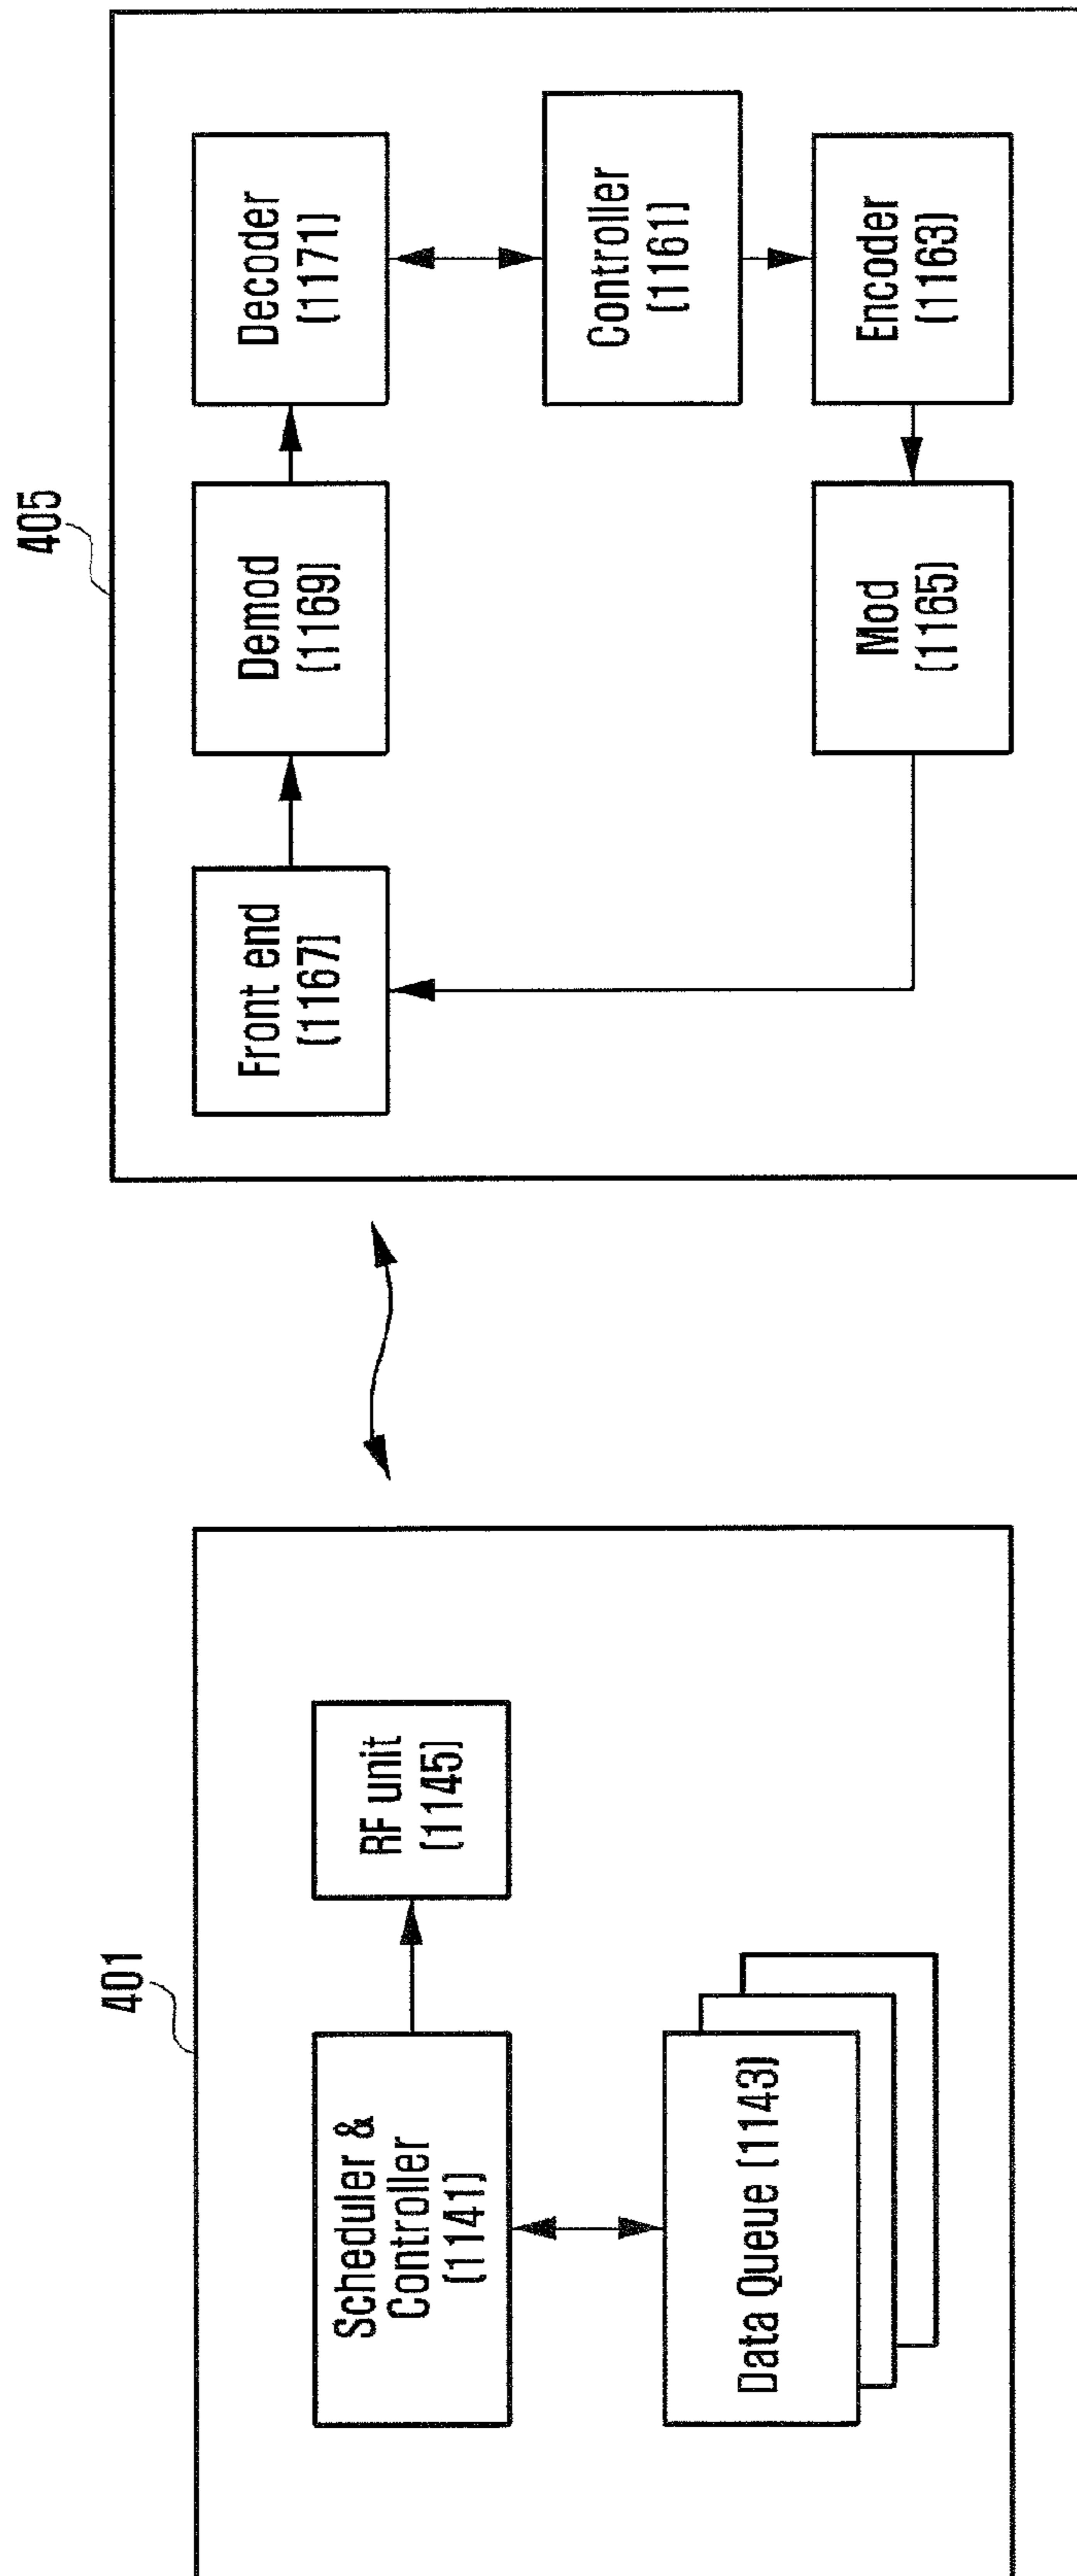 401
Scheduler &
Controller
(1141)
RF unit
(1145)
Data Queue (1143)
405
Front end
(1167)
Demod
(1169)
Decoder
(1171)
Controller
(1161)
Mod
(1165)
Encoder
(1163)